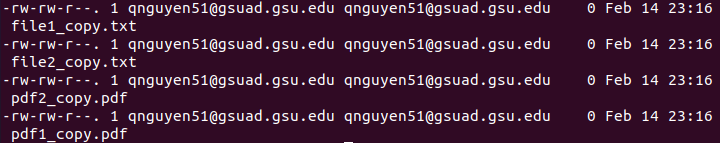 -rw-rw-r--. 1 qnguyen51@gsuad.gsu.edu qnguyen51@gsuad.gsu.edu    0 Feb 14 23:16
 file1_copy.txt
-rw-rw-r--. 1 qnguyen51@gsuad.gsu.edu qnguyen51@gsuad.gsu.edu    0 Feb 14 23:16
 file2_copy.txt
-rw-rw-r--. 1 qnguyen51@gsuad.gsu.edu qnguyen51@gsuad.gsu.edu    0 Feb 14 23:16
 pdf2_copy.pdf
-rw-rw-r--. 1 qnguyen51@gsuad.gsu.edu qnguyen51@gsuad.gsu.edu    0 Feb 14 23:16
 pdf1_copy.pdf